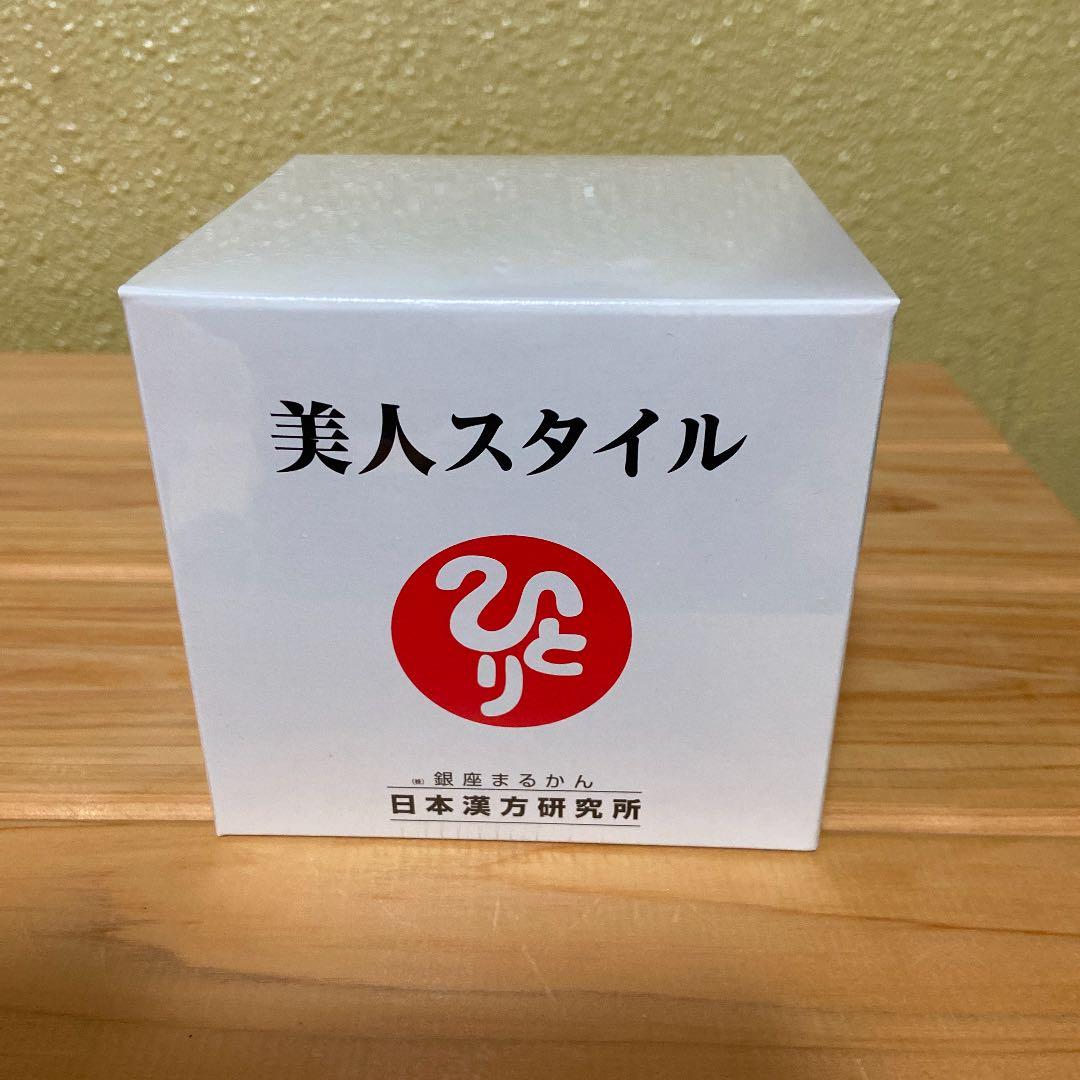 美人スタイル
ひとり
㈱銀座まるかん
日本漢方研究所